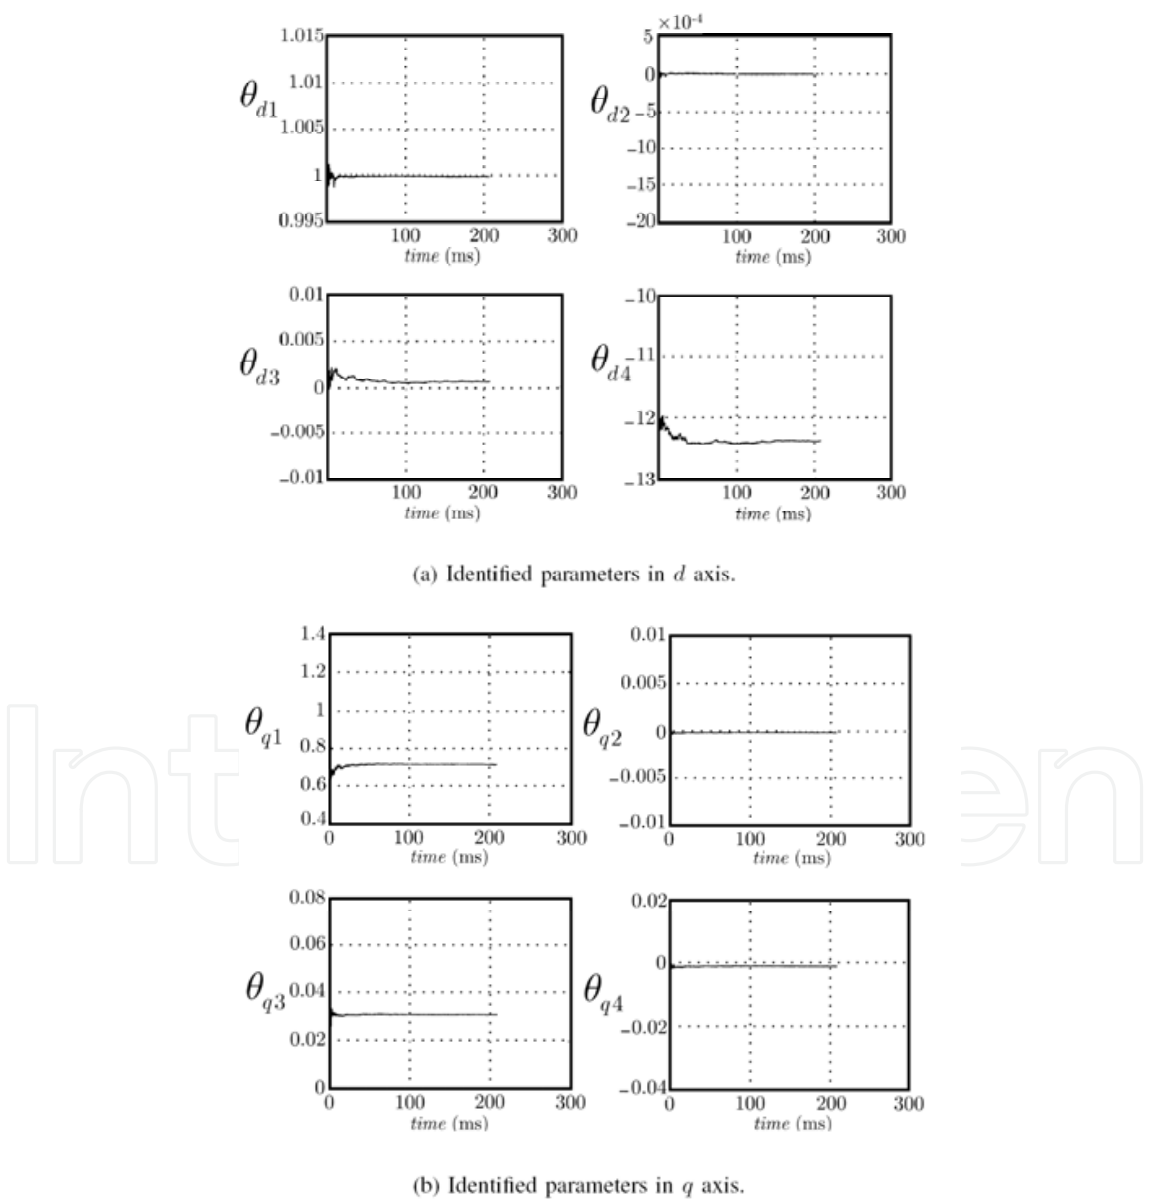 ×10⁻⁴
1.015
1.01
1.005
1
0.995
θd1
100 200 300
time (ms)
5
0
−5
−10
−15
−20
θd2
100 200 300
time (ms)
0.01
0.005
0
−0.005
−0.01
θd3
100 200 300
time (ms)
−10
−11
−12
−13
θd4
100 200 300
time (ms)
(a) Identified parameters in d axis.
1.4
1.2
1
0.8
0.6
0.4
θq1
0 100 200 300
time (ms)
0.01
0.005
0
−0.005
−0.01
θq2
0 100 200 300
time (ms)
0.08
0.06
0.04
0.02
0
θq3
0 100 200 300
time (ms)
0.02
0
−0.02
−0.04
θq4
0 100 200 300
time (ms)
(b) Identified parameters in q axis.